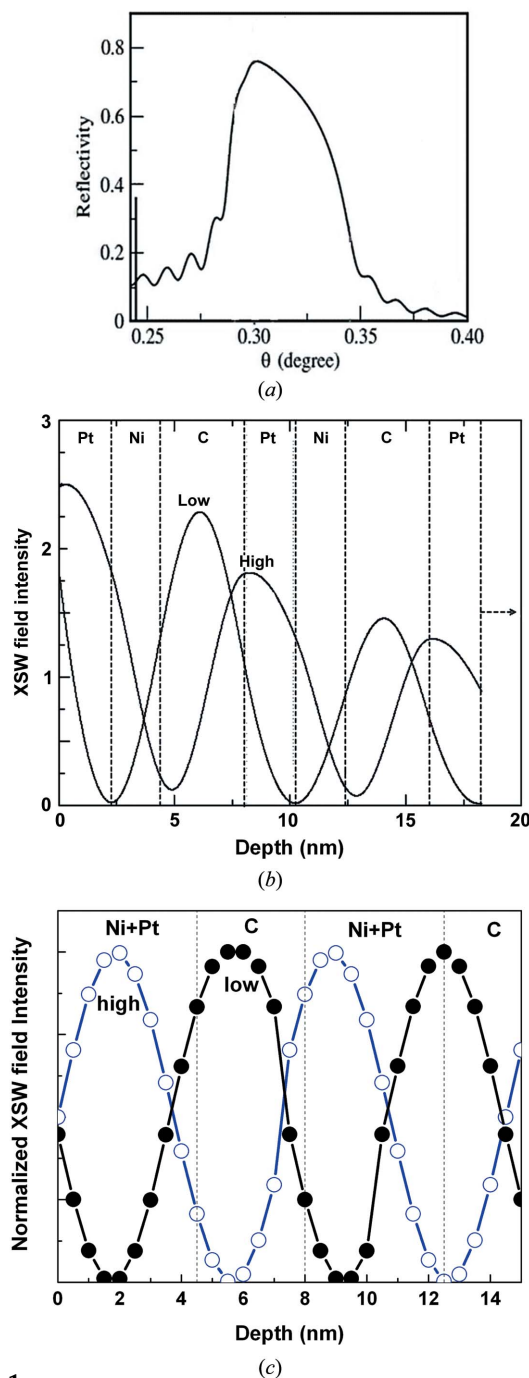 0.8
0.6
0.4
0.2
0
Reflectivity
0.25 0.30 0.35 0.40
θ (degree)
(a)
3
2
1
0
XSW field intensity
Pt Ni C Pt Ni C Pt
Low
High
0 5 10 15 20
Depth (nm)
(b)
Normalized XSW field Intensity
Ni+Pt C Ni+Pt C
high low
0 2 4 6 8 10 12 14
Depth (nm)
(c)